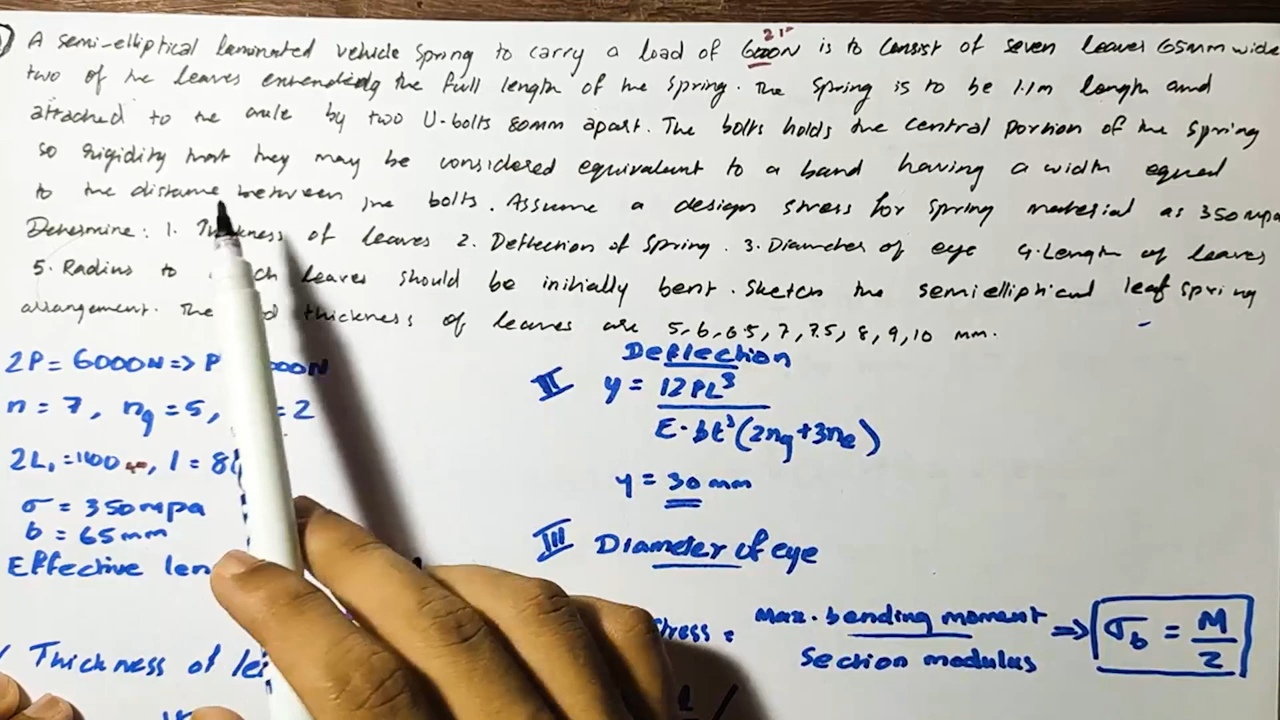 A semi-elliptical laminated vehicle spring to carry a load of 6000N is to consist of seven leaves 65mm wide
2P
two of the leaves extending the full length of the spring. The spring is to be 1.1m length and
attached to the axle by two U-bolts 80mm apart. The bolts holds the central portion of the spring
so rigidity that they may be considered equivalent to a band having a width equal
to the distance between the bolts. Assume a design stress for spring material as 350mpa
Determine: 1. Thickness of leaves 2. Deflection of spring. 3. Diameter of eye 4. Length of leaves
5. Radius to leaves should be initially bent. Sketch the semielliptical leaf spring
arrangement. The thickness of leaves are 5, 6, 6.5, 7, 7.5, 8, 9, 10 mm.
2P = 6000N => P
n = 7, ng = 5, = 2
2L1 = 1100, l = 8
σ = 350mpa
b = 65mm
Effective
Thickness of
Deflection
II y = 12PL³
E·bt³(2ng+3ne)
y = 30mm
III Diameter of eye
stress = Max. bending moment => σb = M
section modulus Z